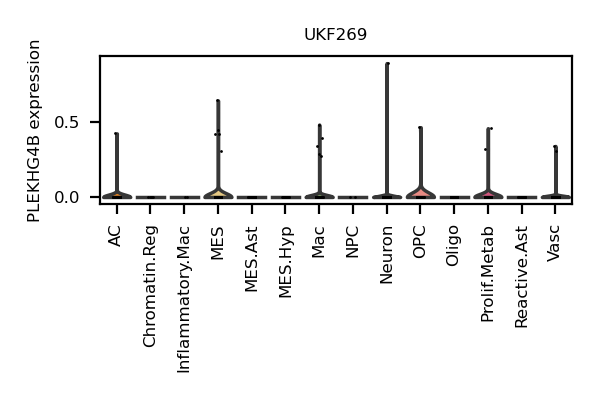 UKF269
PLEKHG4B expression
0.5
0.0
AC
Chromatin.Reg
Inflammatory.Mac
MES
MES.Ast
MES.Hyp
Mac
NPC
Neuron
OPC
Oligo
Prolif.Metab
Reactive.Ast
Vasc